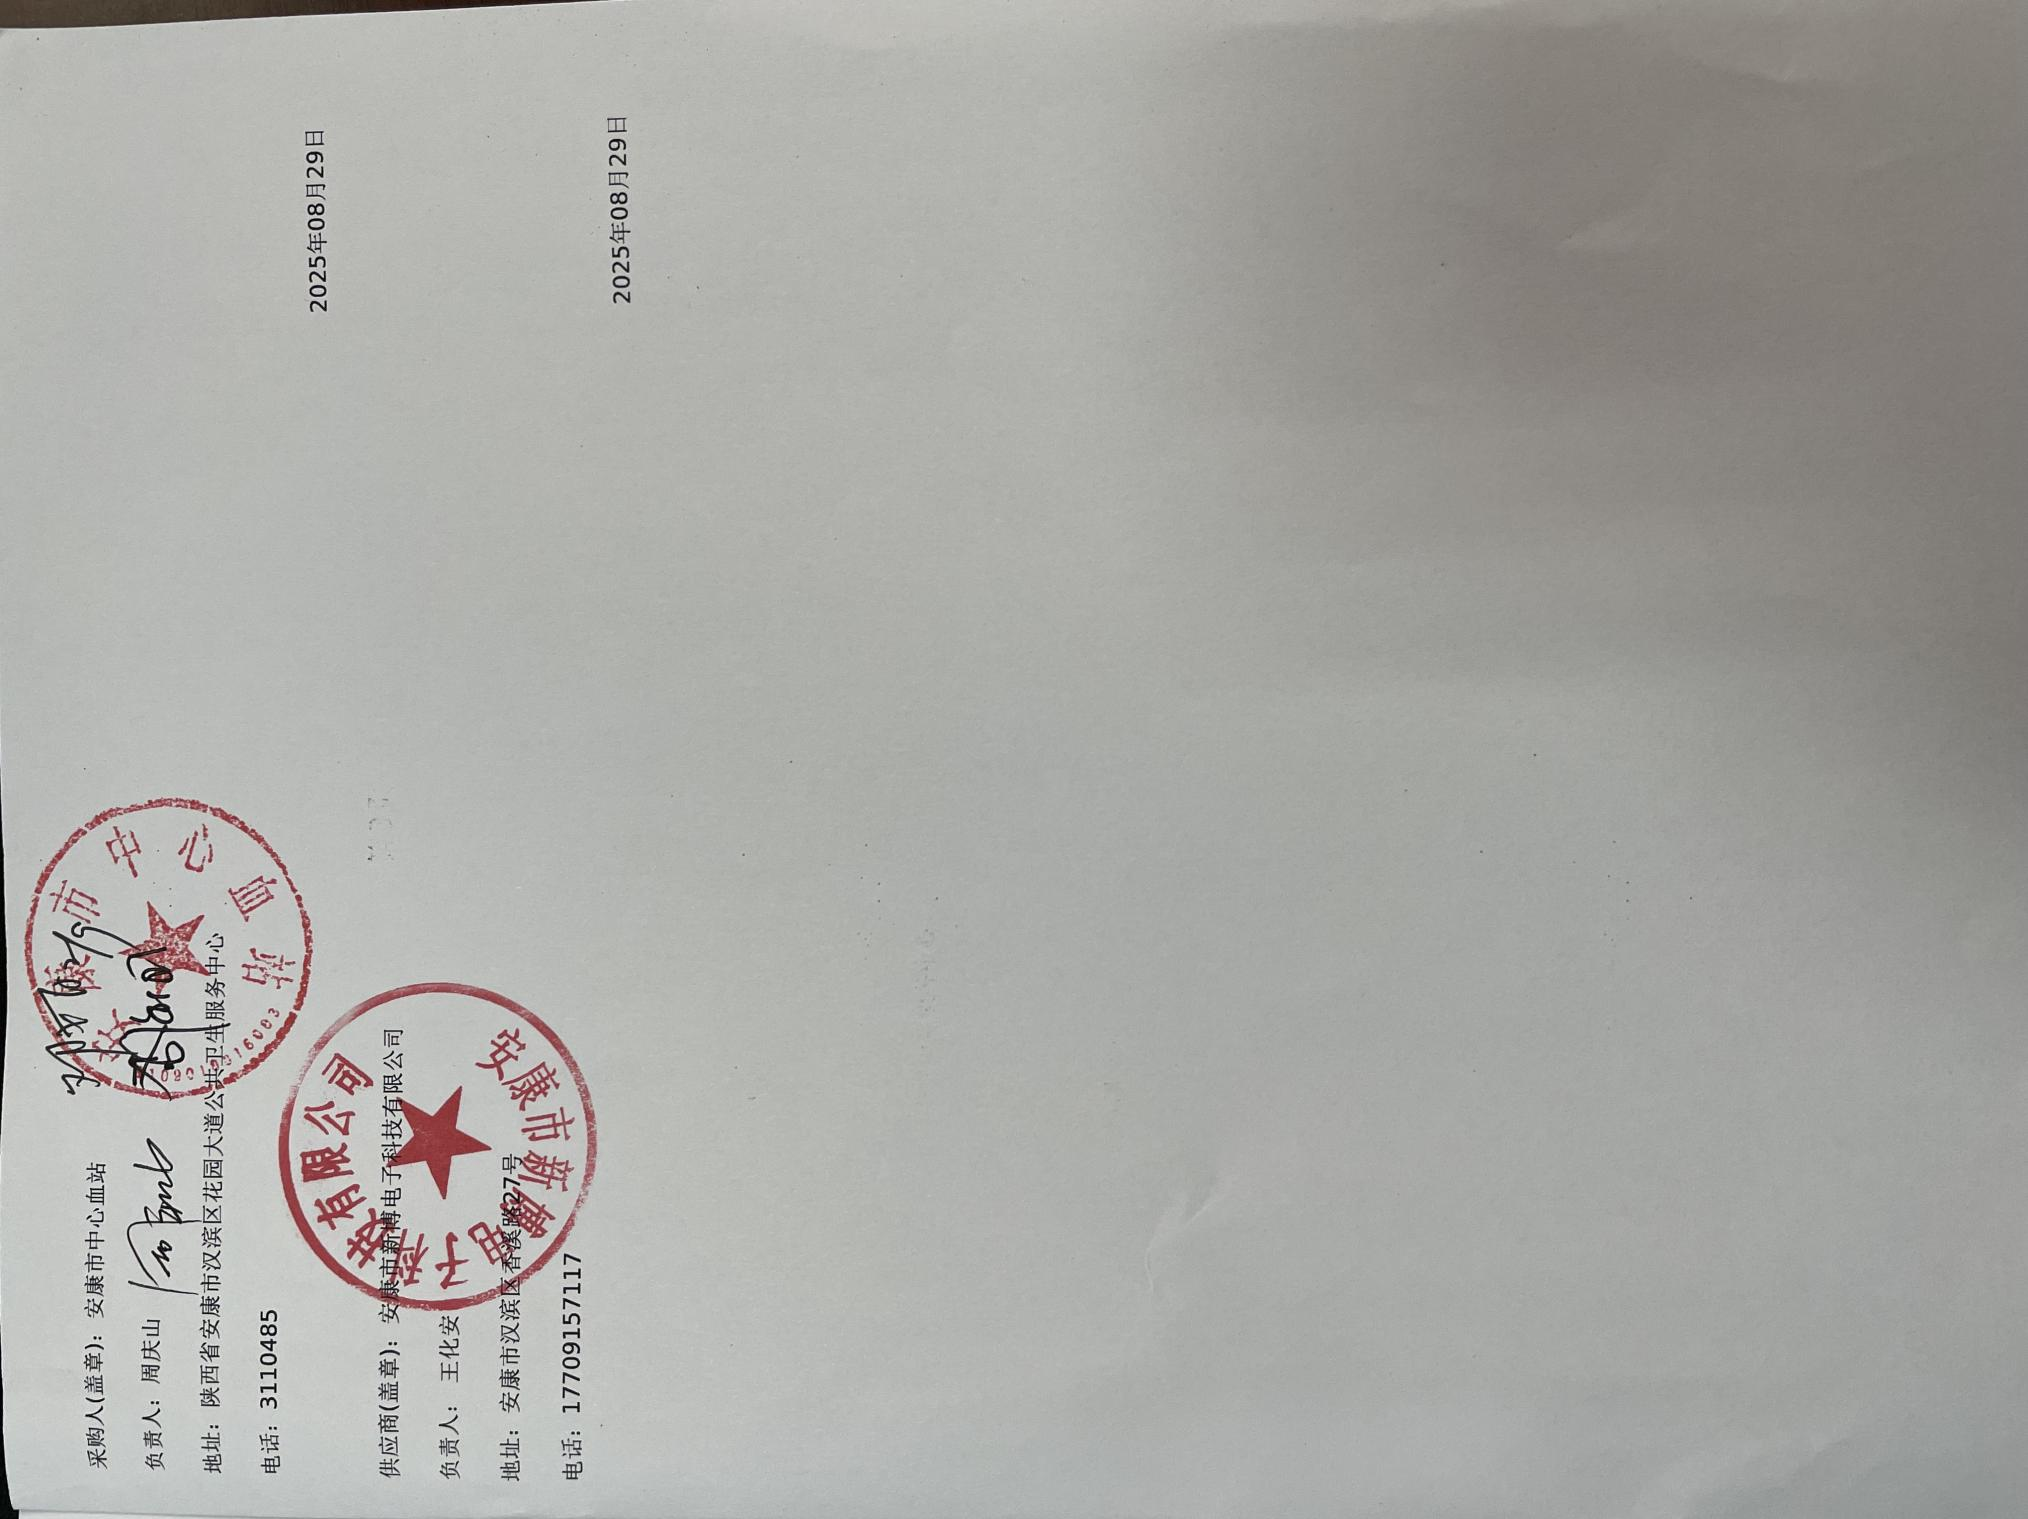 采购人(盖章)：安康市中心血站
负责人：周庆山
地址：陕西省安康市汉滨区花园大道公共卫生服务中心
电话：3110485
2025年08月29日
供应商(盖章)：安康市新博电子科技有限公司
负责人：王化安
地址：安康市汉滨区香溪路27号
电话：17709157117
2025年08月29日
安康市中心血站
安康市新博电子科技有限公司